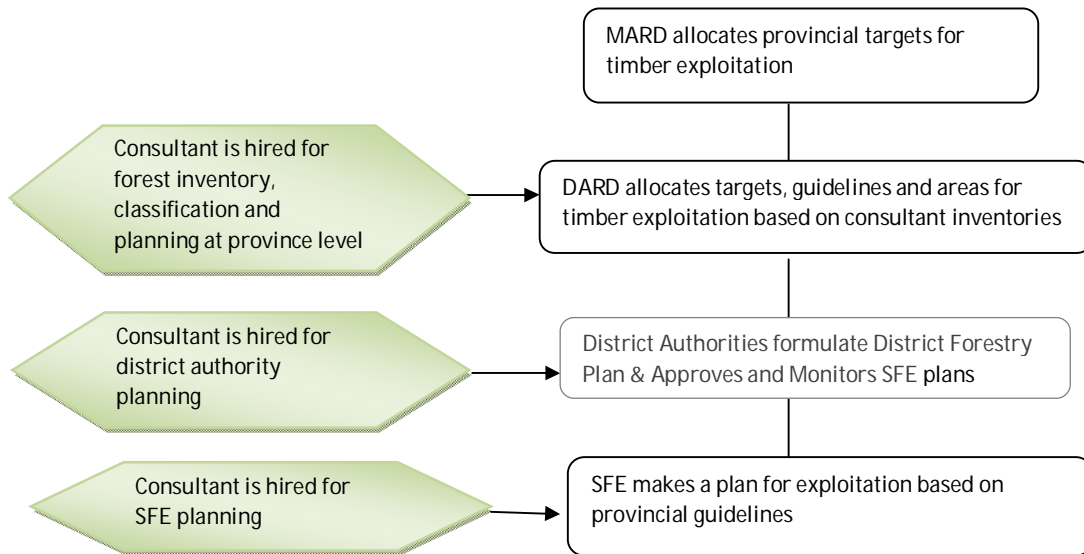 MARD allocates provincial targets for
timber exploitation
Consultant is hired for
forest inventory,
classification and
planning at province level
DARD allocates targets, guidelines and areas for
timber exploitation based on consultant inventories
Consultant is hired for
district authority
planning
District Authorities formulate District Forestry
Plan & Approves and Monitors SFE plans
Consultant is hired for
SFE planning
SFE makes a plan for exploitation based on
provincial guidelines